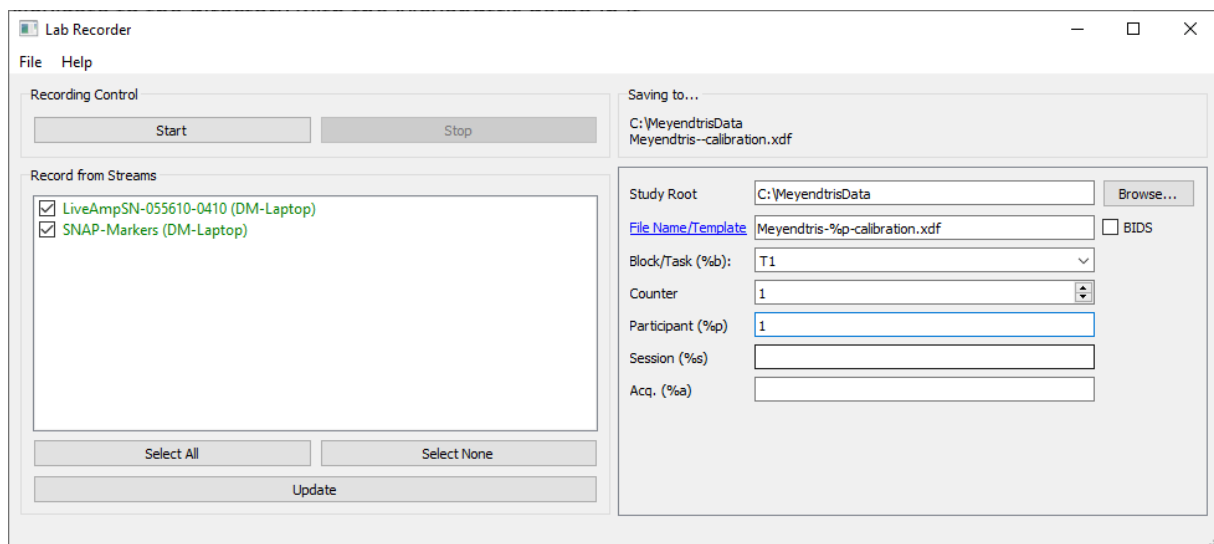 Lab Recorder
File Help
Recording Control
Start Stop
Record from Streams
LiveAmpSN-055610-0410 (DM-Laptop)
SNAP-Markers (DM-Laptop)
Select All Select None
Update
Saving to...
C:\MeyendtrisData
Meyendtris--calibration.xdf
Study Root C:\MeyendtrisData Browse...
File Name/Template Meyendtris-%p-calibration.xdf BIDS
Block/Task (%b): T1
Counter 1
Participant (%p) 1
Session (%s)
Acq. (%a)